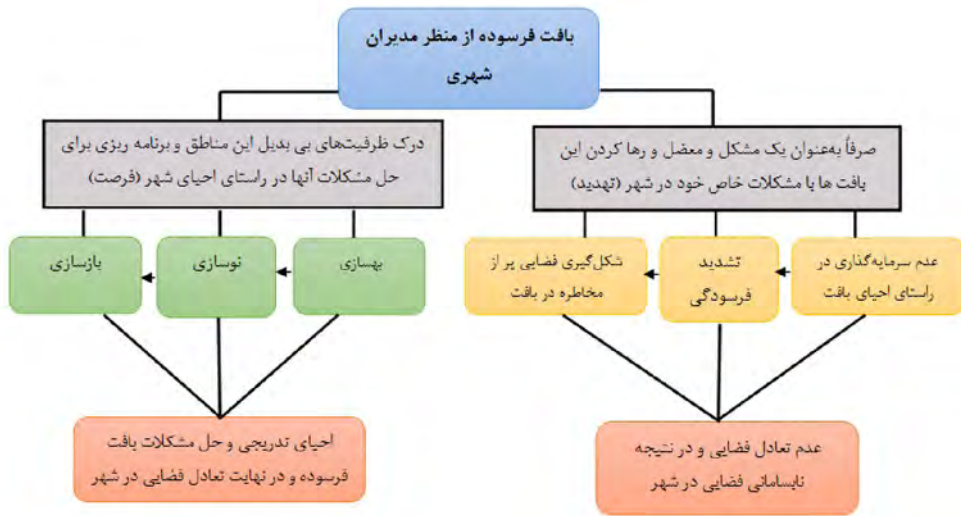 بافت فرسوده از منظر مدیران
شهری
صرفاً به‌عنوان یک مشکل و معضل و رها کردن این
بافت ها با مشکلات خاص خود در شهر (تهدید)
درک ظرفیت‌های بی بدیل این مناطق و برنامه ریزی برای
حل مشکلات آنها در راستای احیای شهر (فرصت)
عدم سرمایه‌گذاری در
راستای احیای بافت
تشدید
فرسودگی
شکل‌گیری فضایی پر از
مخاطره در بافت
بهسازی
نوسازی
بازسازی
عدم تعادل فضایی و در نتیجه
نابسامانی فضایی در شهر
احیای تدریجی و حل مشکلات بافت
فرسوده و در نهایت تعادل فضایی در شهر